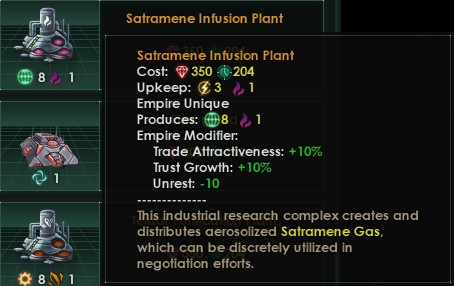 Satramene Infusion Plant
Satramene Infusion Plant
Cost: 350 204
Upkeep: 3 1
Empire Unique
Produces: 8 1
Empire Modifier:
Trade Attractiveness: +10%
Trust Growth: +10%
Unrest: -10
--------------
This industrial research complex creates and
distributes aerosolized Satramene Gas,
which can be discretely utilized in
negotiation efforts.
8 1
1
8 1